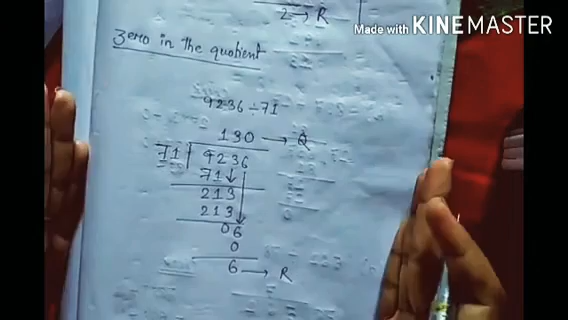 2 → R
Made with KINEMASTER
Zero in the quotient
9236 ÷ 71
130 → Q
71 9236
71
213
213
06
0
6 → R